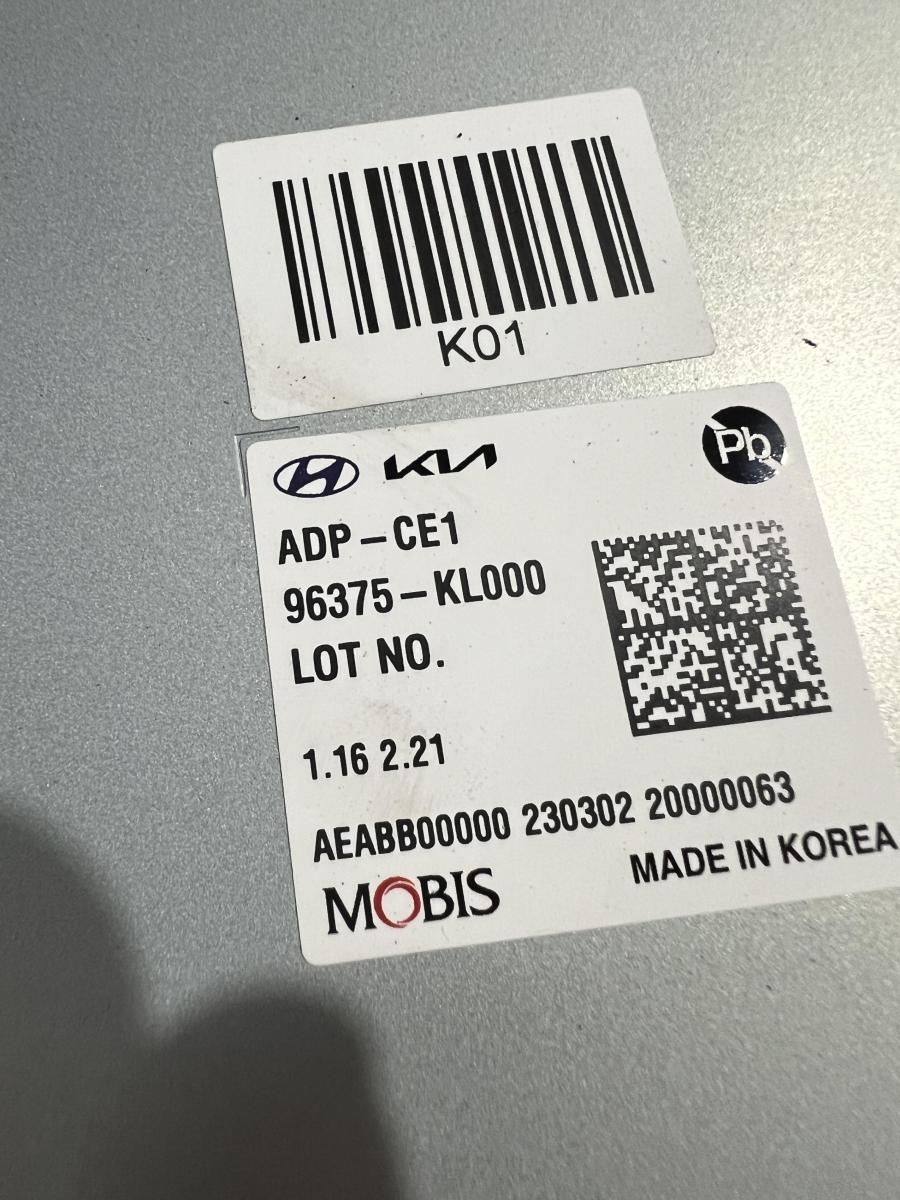 K01
KIA
Pb
ADP-CE1
96375-KL000
LOT NO.
1.16 2.21
AEABB00000 230302 20000063
MADE IN KOREA
MOBIS